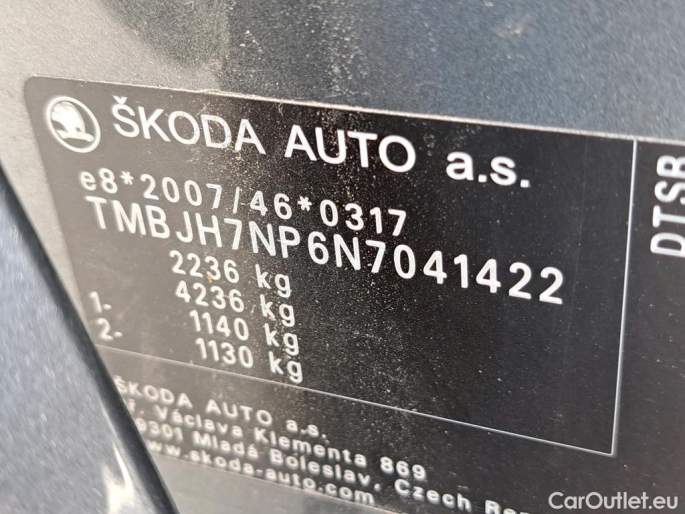 ŠKODA AUTO a.s.
e8*2007/46*0317
TMBJH7NP6N7041422
2236 kg
4236 kg
1- 1140 kg
2- 1130 kg
ŠKODA AUTO a.s.
Václava Klementa 869
Mladá Boleslav, Czech
www.skoda-auto.com
DTSB
CarOutlet.eu